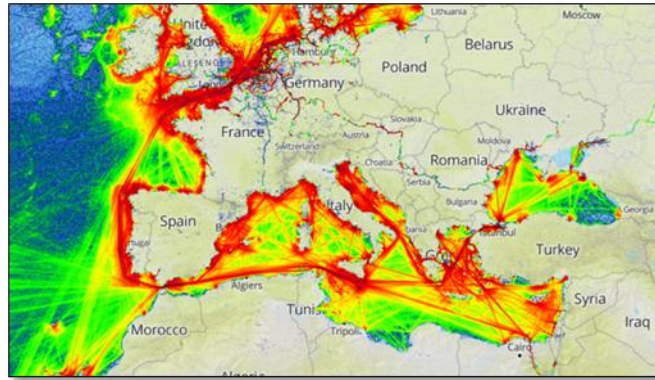 Lithuania
Moscow
Hamburg
Belarus
Poland
Germany
Ukraine
Slovakia
France
Austria
Switzerland
Moldova
Croatia
Romania
Serbia
Italy
Bulgaria
Georgia
Spain
Istanbul
Turkey
Algiers
Syria
Tunis
Morocco
Tripoli
Iraq
Cairo